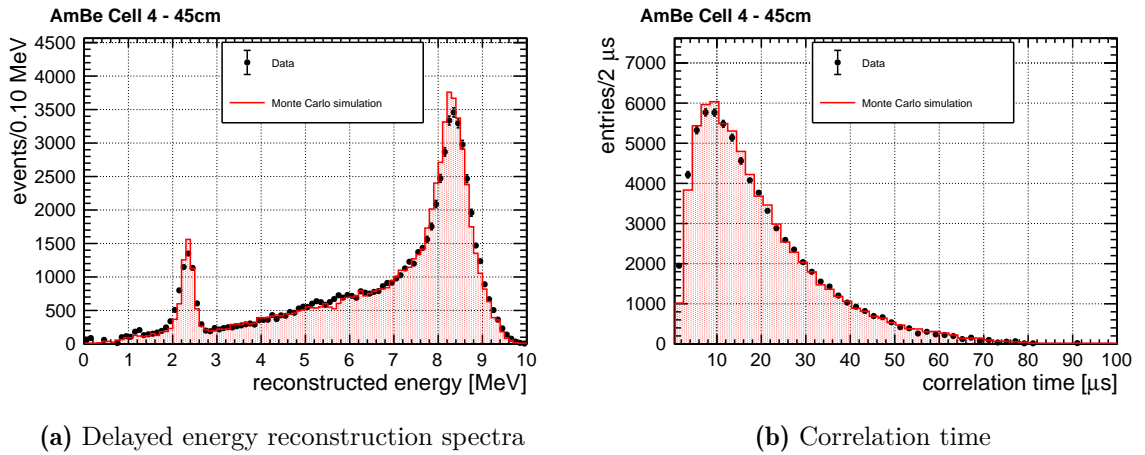 AmBe Cell 4 - 45cm
events/0.10 MeV
4500
4000
3500
3000
2500
2000
1500
1000
500
0
Data
Monte Carlo simulation
0 1 2 3 4 5 6 7 8 9 10
reconstructed energy [MeV]
(a) Delayed energy reconstruction spectra
AmBe Cell 4 - 45cm
entries/2 μs
7000
6000
5000
4000
3000
2000
1000
0
Data
Monte Carlo simulation
10 20 30 40 50 60 70 80 90 100
correlation time [μs]
(b) Correlation time